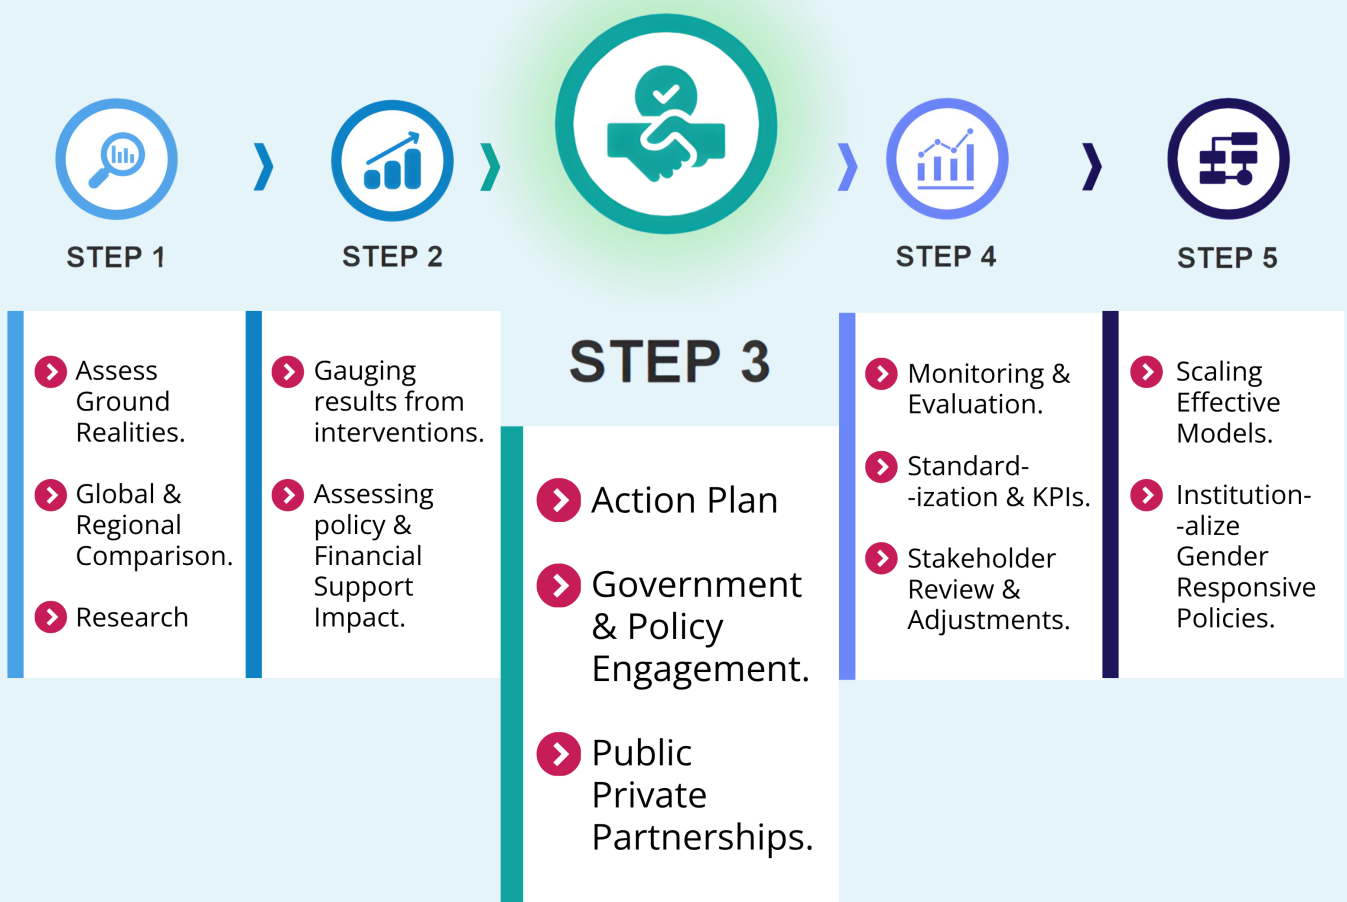 STEP 1
Assess
Ground
Realities.
Global &
Regional
Comparison.
Research
STEP 2
Gauging
results from
interventions.
Assessing
policy &
Financial
Support
Impact.
STEP 3
Action Plan
Government
& Policy
Engagement.
Public
Private
Partnerships.
STEP 4
Monitoring &
Evaluation.
Standard-
-ization & KPIs.
Stakeholder
Review &
Adjustments.
STEP 5
Scaling
Effective
Models.
Institution-
-alize
Gender
Responsive
Policies.